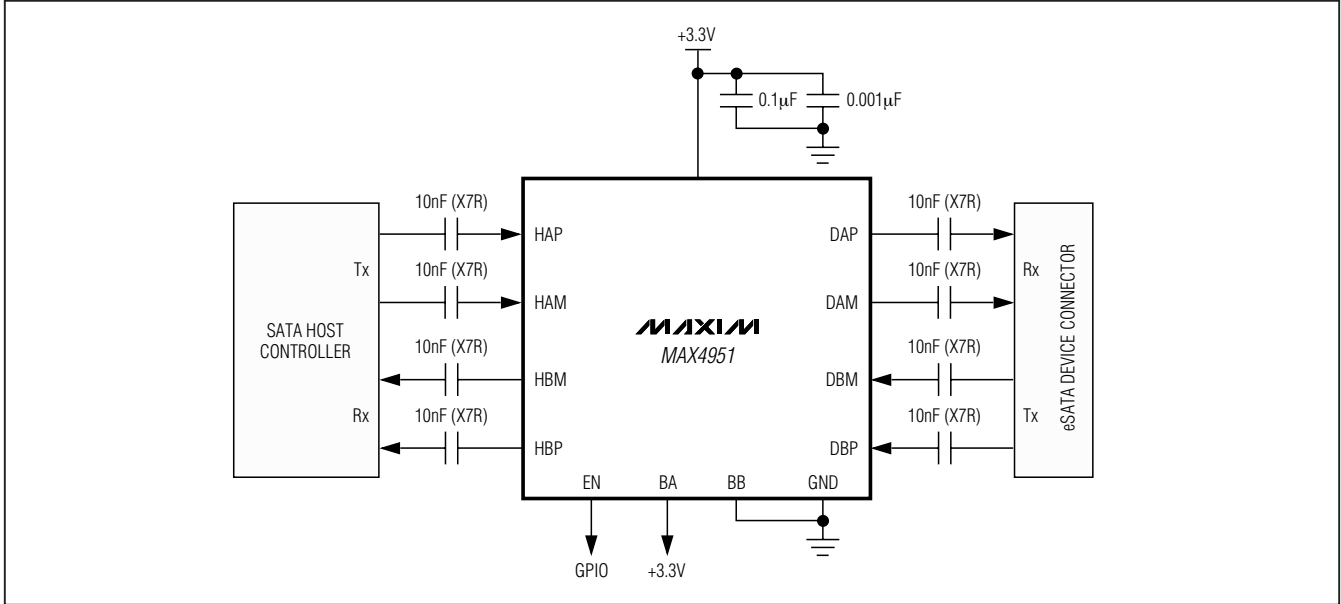 +3.3V
0.1μF
0.001μF
10nF (X7R)
10nF (X7R)
HAP
DAP
Tx
10nF (X7R)
10nF (X7R)
Rx
HAM
DAM
SATA HOST
CONTROLLER
MAXIM
MAX4951
eSATA DEVICE CONNECTOR
10nF (X7R)
10nF (X7R)
HBM
DBM
Rx
10nF (X7R)
10nF (X7R)
Tx
HBP
DBP
EN
BA
BB
GND
GPIO
+3.3V